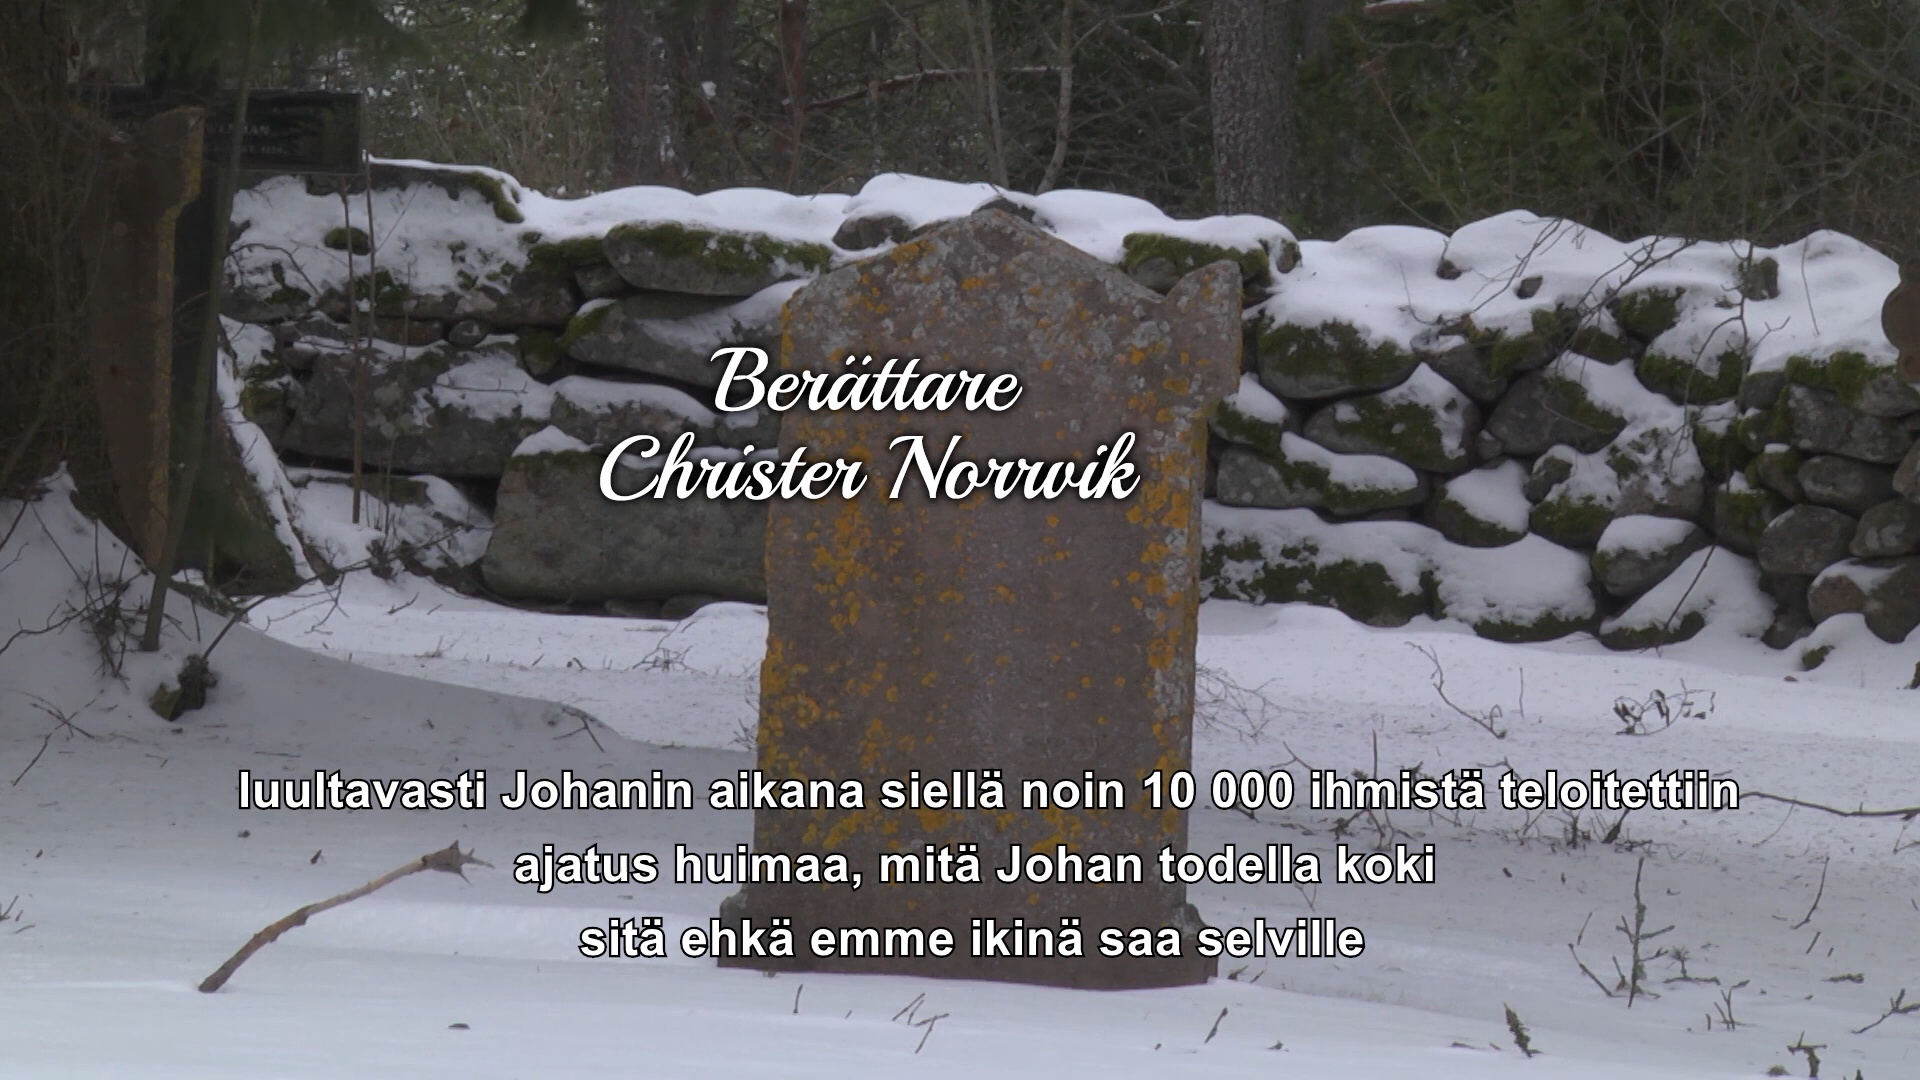 Berättare
Christer Norrvik
luultavasti Johanin aikana siellä noin 10 000 ihmistä teloitettiin
ajatus huimaa, mitä Johan todella koki
sitä ehkä emme ikinä saa selville